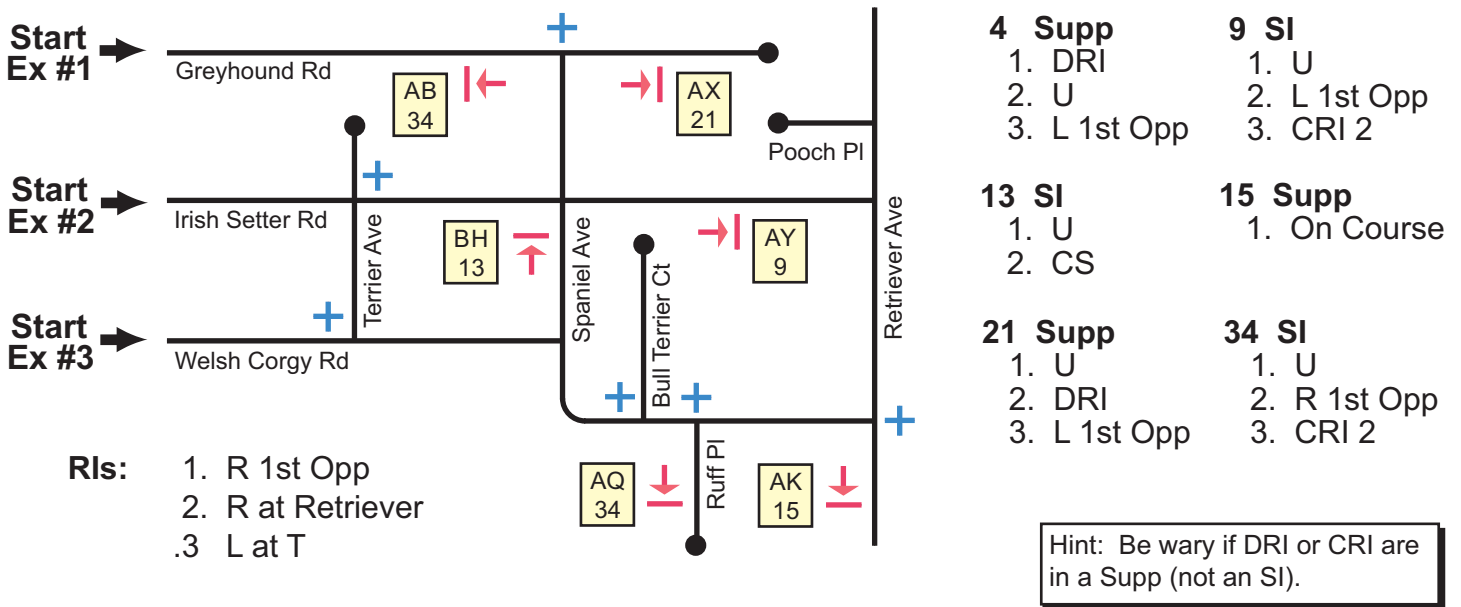 Start
Ex #1
Greyhound Rd
AB
34
AX
21
Pooch Pl
Start
Ex #2
Irish Setter Rd
Terrier Ave
BH
13
Spaniel Ave
Bull Terrier Ct
AY
9
Retriever Ave
Start
Ex #3
Welsh Corgy Rd
AQ
34
Ruff Pl
AK
15
RIs:
1. R 1st Opp
2. R at Retriever
.3 L at T
4 Supp
1. DRI
2. U
3. L 1st Opp
9 SI
1. U
2. L 1st Opp
3. CRI 2
13 SI
1. U
2. CS
15 Supp
1. On Course
21 Supp
1. U
2. DRI
3. L 1st Opp
34 SI
1. U
2. R 1st Opp
3. CRI 2
Hint: Be wary if DRI or CRI are
in a Supp (not an SI).